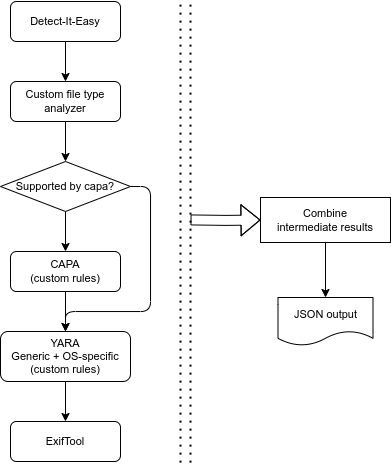 Detect-It-Easy
Custom file type
analyzer
Supported by capa?
CAPA
(custom rules)
YARA
Generic + OS-specific
(custom rules)
ExifTool
Combine
intermediate results
JSON output